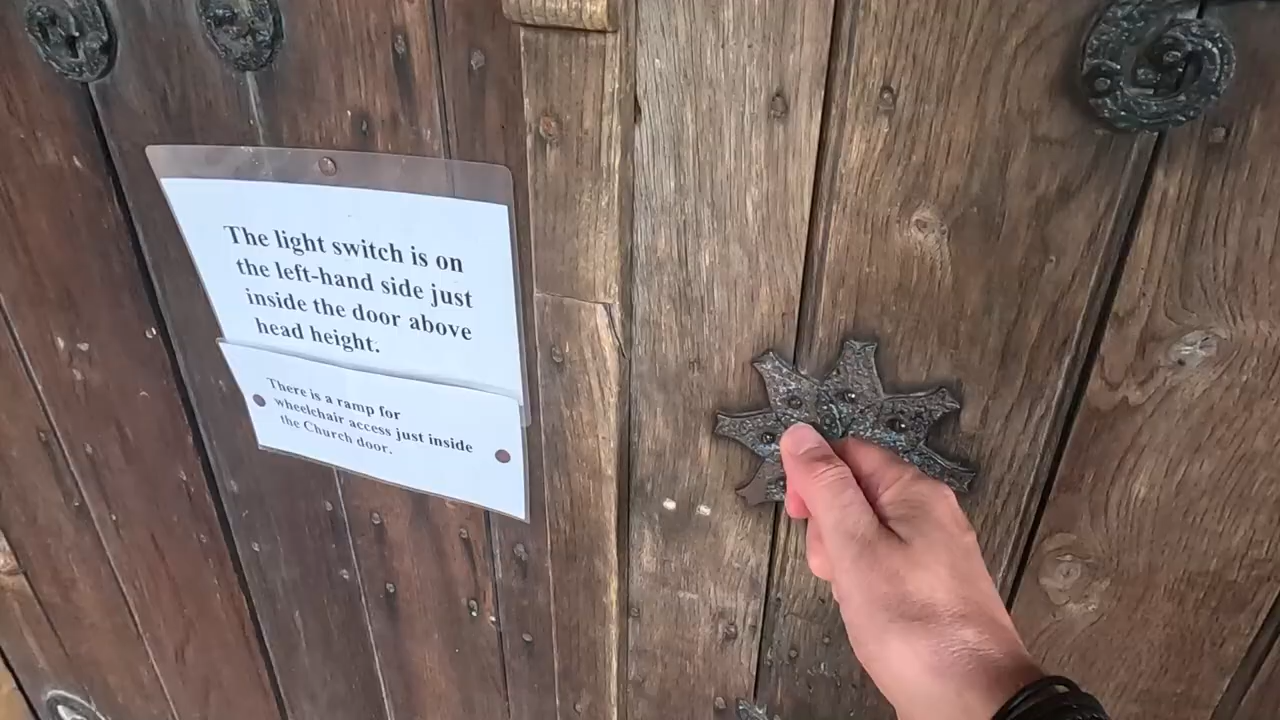 The light switch is on
the left-hand side just
inside the door above
head height.
There is a ramp for
wheelchair access just inside
the Church door.